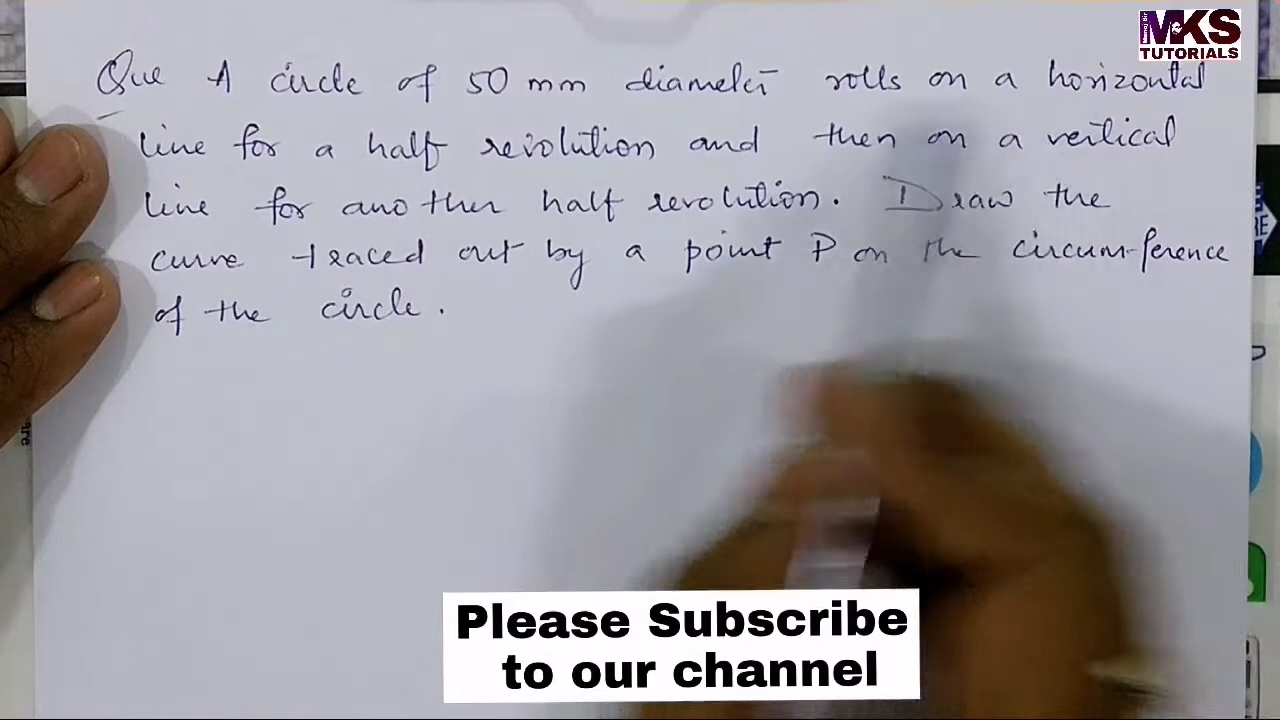 MKS
TUTORIALS
Que A circle of 50 mm diameter rolls on a horizontal
line for a half revolution and then on a vertical
line for another half revolution. Draw the
curve traced out by a point P on the circumference
of the circle.
Please Subscribe
to our channel